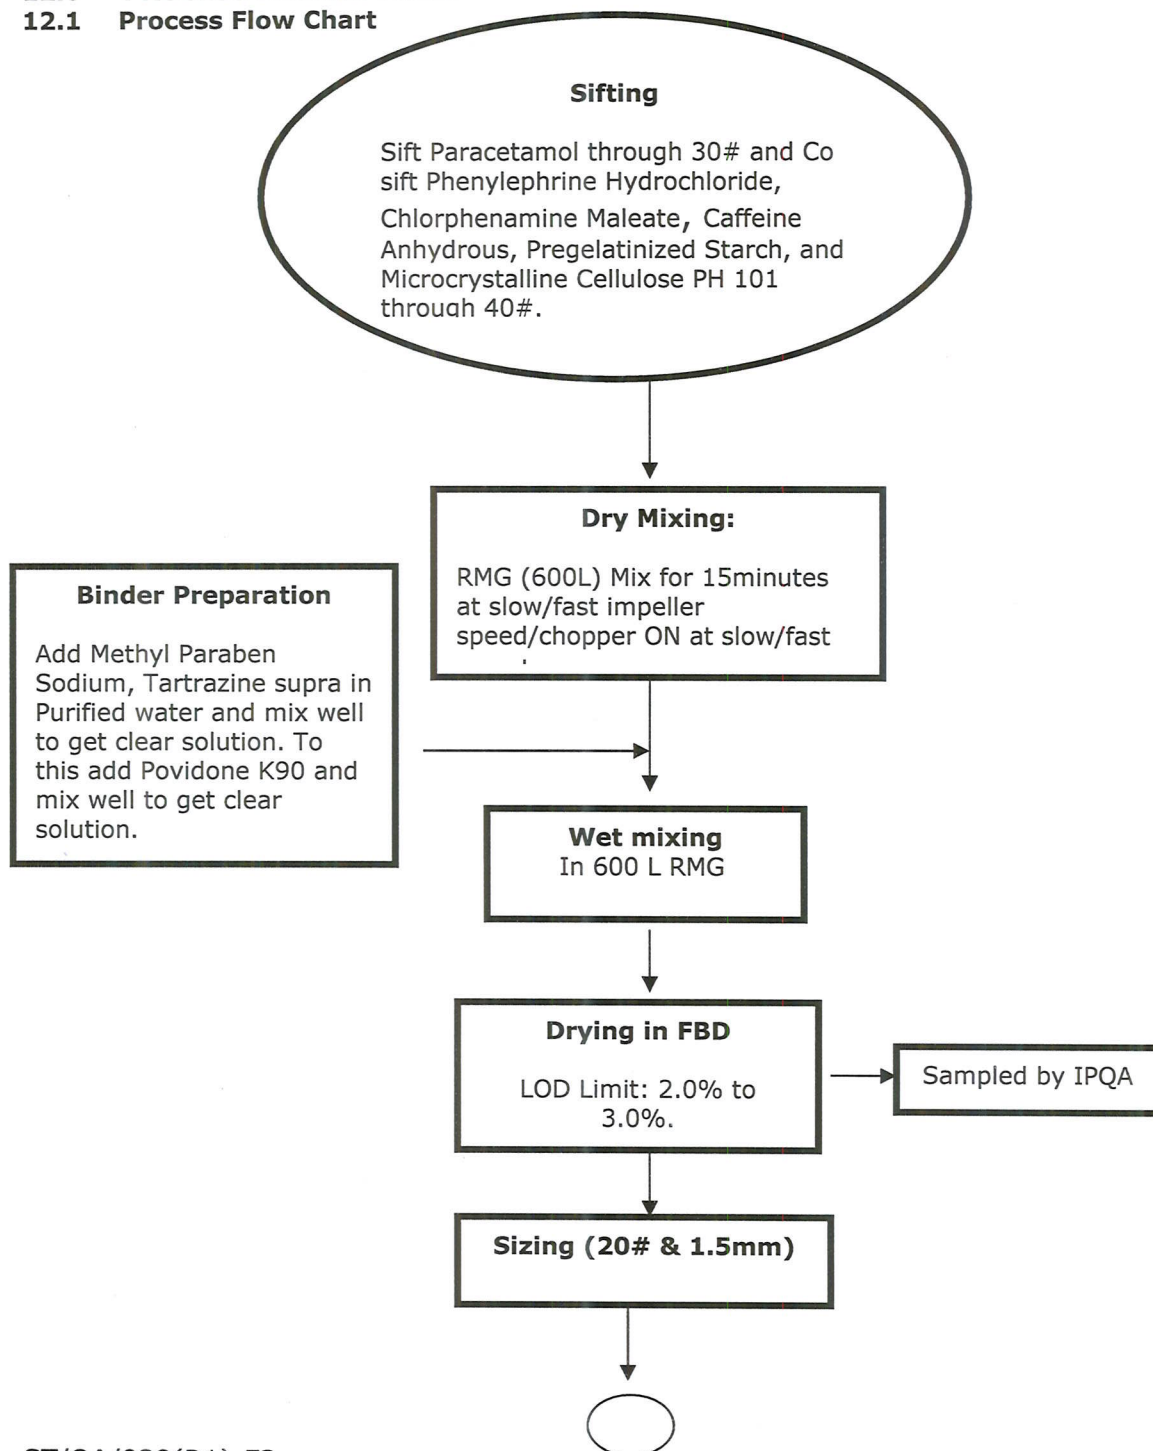 12.1 Process Flow Chart
Sifting
Sift Paracetamol through 30# and Co
sift Phenylephrine Hydrochloride,
Chlorphenamine Maleate, Caffeine
Anhydrous, Pregelatinized Starch, and
Microcrystalline Cellulose PH 101
through 40#.
Dry Mixing:
RMG (600L) Mix for 15minutes
at slow/fast impeller
speed/chopper ON at slow/fast
Binder Preparation
Add Methyl Paraben
Sodium, Tartrazine supra in
Purified water and mix well
to get clear solution. To
this add Povidone K90 and
mix well to get clear
solution.
Wet mixing
In 600 L RMG
Drying in FBD
LOD Limit: 2.0% to
3.0%.
Sampled by IPQA
Sizing (20# & 1.5mm)